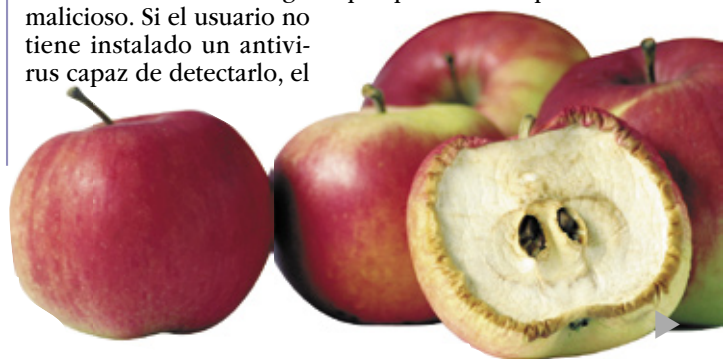 malicioso. Si el usuario no
tiene instalado un antivi-
rus capaz de detectarlo, el